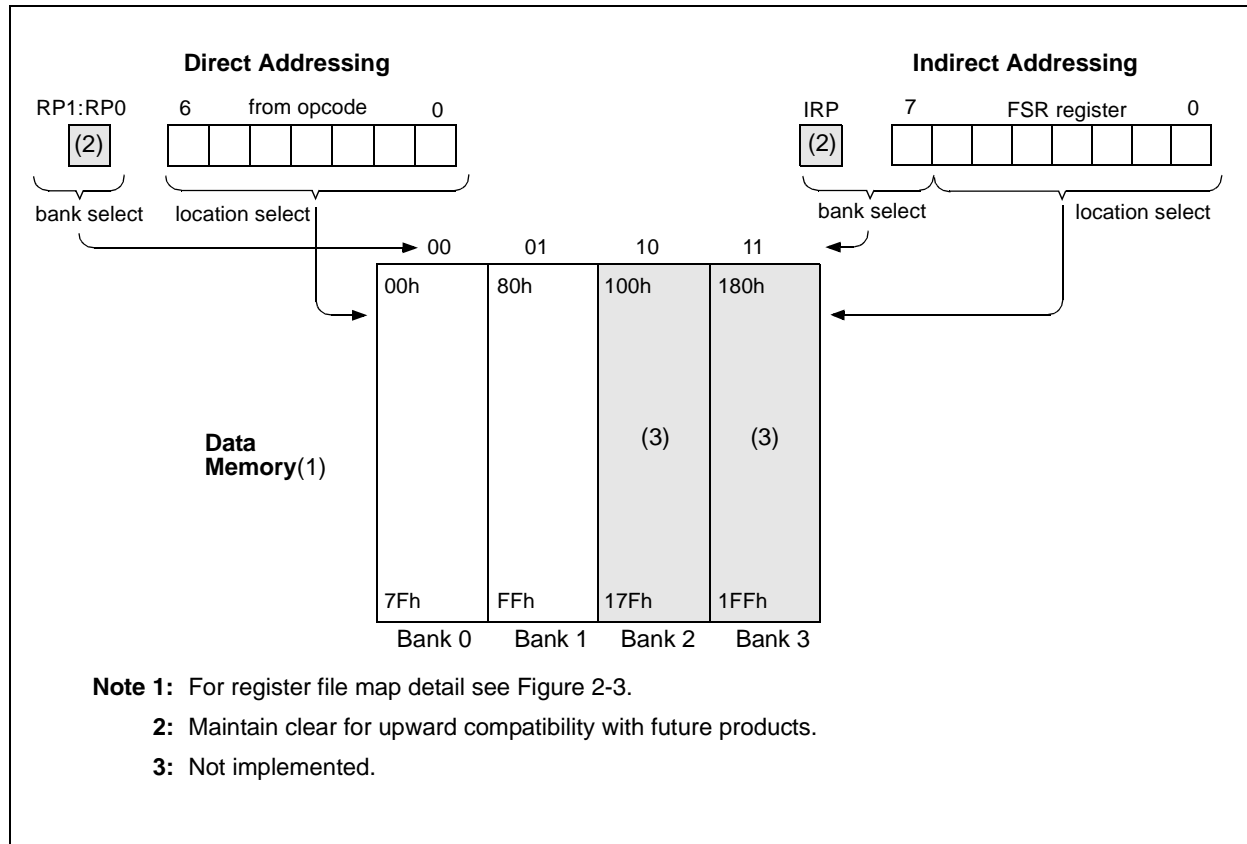 Direct Addressing
RP1:RP0 6 from opcode 0
(2)
bank select location select
Indirect Addressing
IRP 7 FSR register 0
(2)
bank select location select
00 01 10 11
00h 80h 100h 180h
(3) (3)
Data
Memory(1)
7Fh FFh 17Fh 1FFh
Bank 0 Bank 1 Bank 2 Bank 3
Note 1: For register file map detail see Figure 2-3.
2: Maintain clear for upward compatibility with future products.
3: Not implemented.